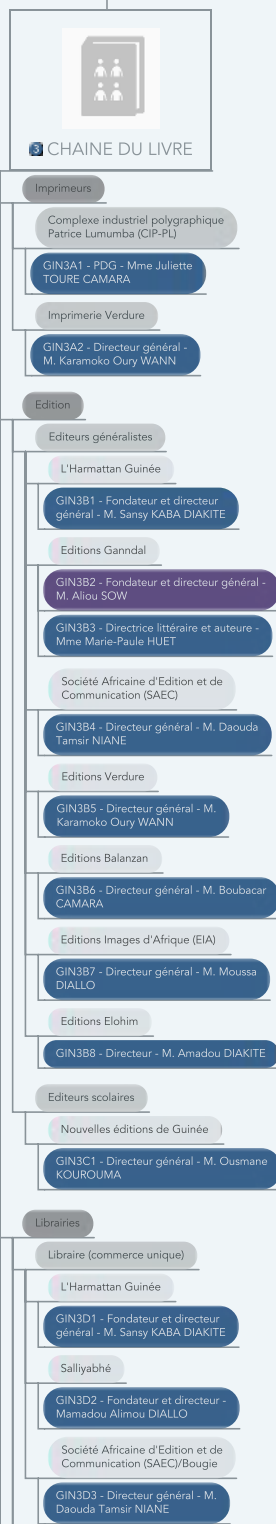 3 CHAINE DU LIVRE
Imprimeurs
Complexe industriel polygraphique
Patrice Lumumba (CIP-PL)
GIN3A1 - PDG - Mme Juliette
TOURE CAMARA
Imprimerie Verdure
GIN3A2 - Directeur général -
M. Karamoko Oury WANN
Edition
Editeurs généralistes
L'Harmattan Guinée
GIN3B1 - Fondateur et directeur
général - M. Sansy KABA DIAKITE
Editions Ganndal
GIN3B2 - Fondateur et directeur général -
M. Aliou SOW
GIN3B3 - Directrice littéraire et auteure -
Mme Marie-Paule HUET
Société Africaine d'Edition et de
Communication (SAEC)
GIN3B4 - Directeur général - M. Daouda
Tamsir NIANE
Editions Verdure
GIN3B5 - Directeur général - M.
Karamoko Oury WANN
Editions Balanzan
GIN3B6 - Directeur général - M. Boubacar
CAMARA
Editions Images d'Afrique (EIA)
GIN3B7 - Directeur général - M. Moussa
DIALLO
Editions Elohim
GIN3B8 - Directeur - M. Amadou DIAKITE
Editeurs scolaires
Nouvelles éditions de Guinée
GIN3C1 - Directeur général - M. Ousmane
KOUROUMA
Librairies
Libraire (commerce unique)
L'Harmattan Guinée
GIN3D1 - Fondateur et directeur
général - M. Sansy KABA DIAKITE
Salliyabhé
GIN3D2 - Fondateur et directeur -
Mamadou Alimou DIALLO
Société Africaine d'Edition et de
Communication (SAEC)/Bougie
GIN3D3 - Directeur général - M.
Daouda Tamsir NIANE